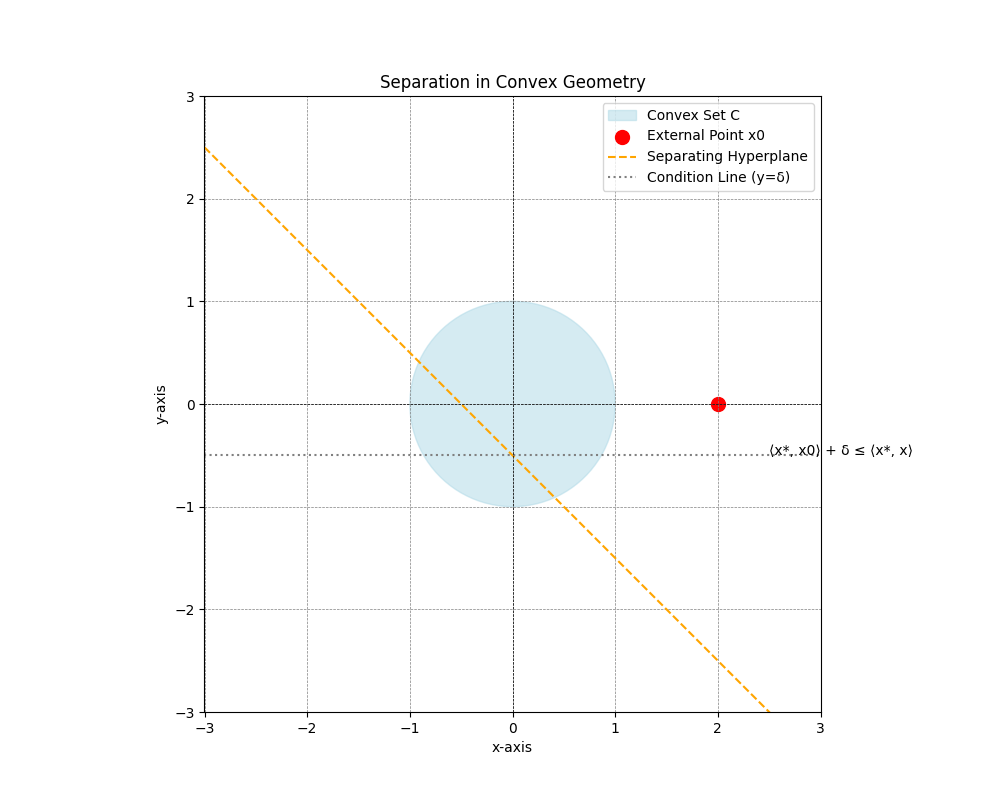 Separation in Convex Geometry
Convex Set C
External Point x0
Separating Hyperplane
Condition Line (y=δ)
3
2
1
0
−1
−2
−3
y-axis
⟨x*, x0⟩ + δ ≤ ⟨x*, x⟩
−3
−2
−1
0
1
2
3
x-axis